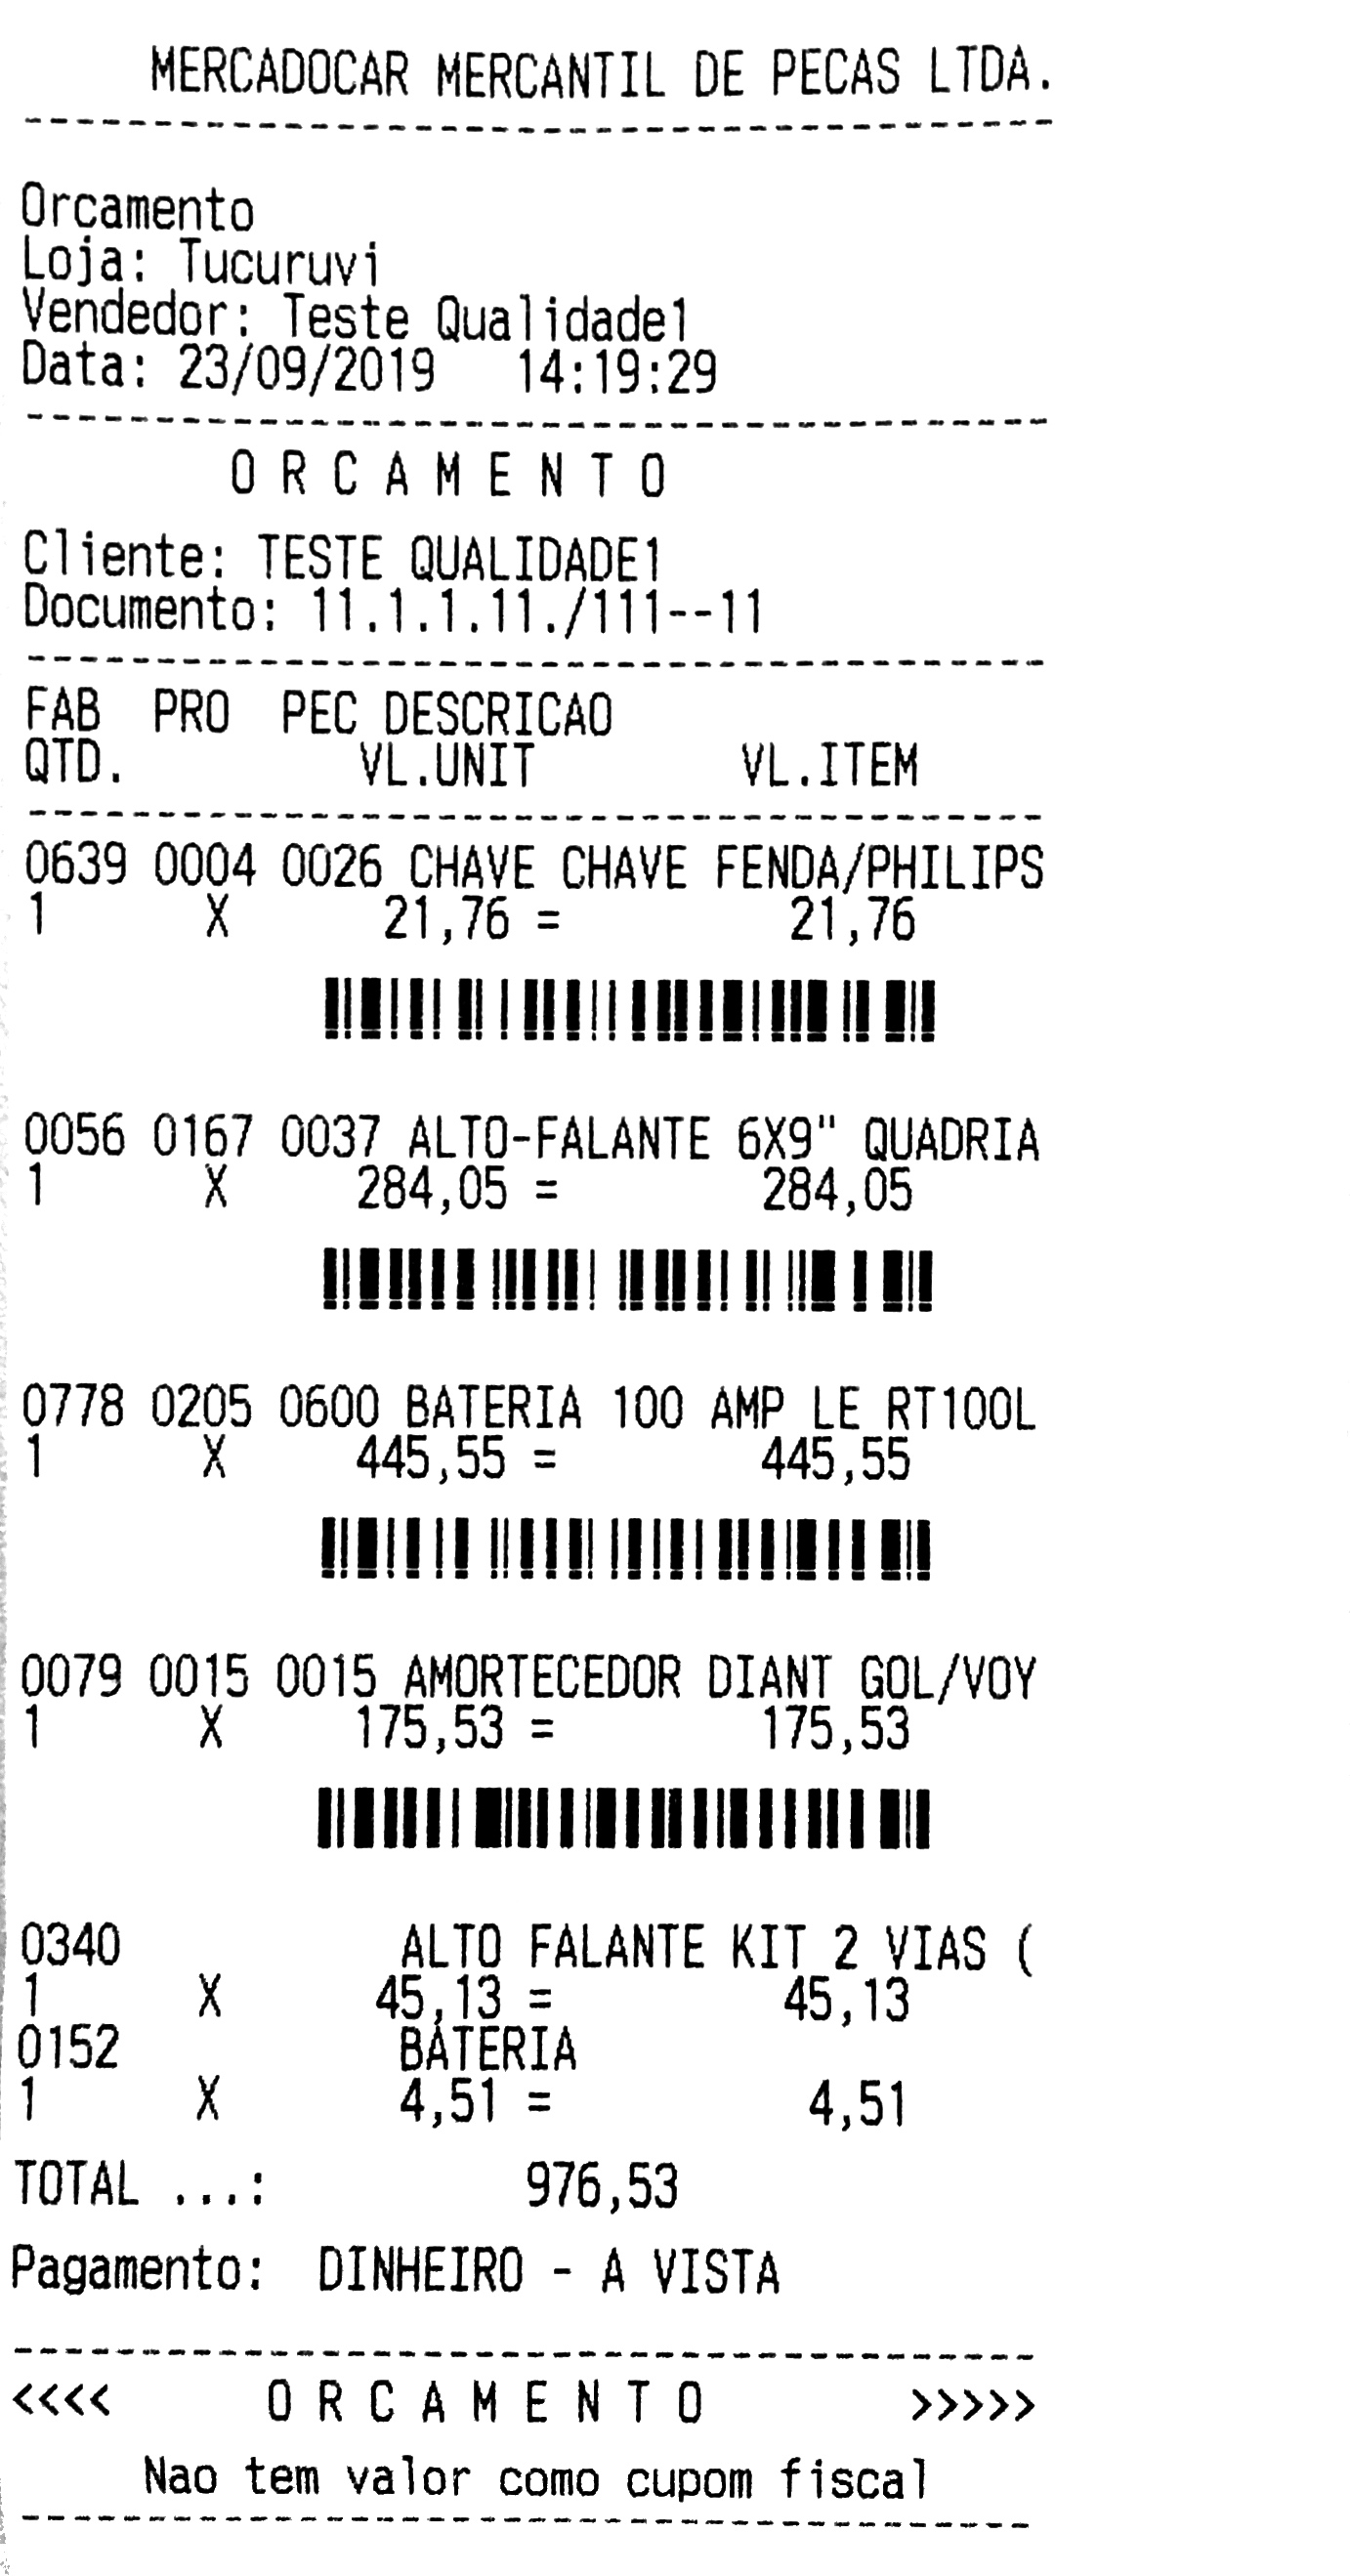 MERCADOCAR MERCANTIL DE PECAS LTDA.
Orcamento
Loja: Tucuruvi
Vendedor: Teste Qualidade1
Data: 23/09/2019 14:19:29
O R C A M E N T O
Cliente: TESTE QUALIDADE1
Documento: 11.1.1.11./111--11
FAB PRO PEC DESCRICAO
QTD. VL.UNIT VL.ITEM
0639 0004 0026 CHAVE CHAVE FENDA/PHILIPS
1 X 21,76 = 21,76
0056 0167 0037 ALTO-FALANTE 6X9" QUADRIA
1 X 284,05 = 284,05
0778 0205 0600 BATERIA 100 AMP LE RT100L
1 X 445,55 = 445,55
0079 0015 0015 AMORTECEDOR DIANT GOL/VOY
1 X 175,53 = 175,53
0340 ALTO FALANTE KIT 2 VIAS (
1 X 45,13 = 45,13
0152 BATERIA
1 X 4,51 = 4,51
TOTAL ...: 976,53
Pagamento: DINHEIRO - A VISTA
<<<< O R C A M E N T O >>>>>
Nao tem valor como cupom fiscal